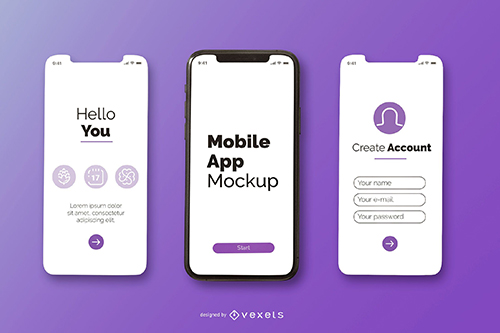 9:41
Hello
You
17
Lorem ipsum dolor
sit amet, consectetur
adipiscing elit.
9:41
Mobile
App
Mockup
Start
9:41
Create Account
Your name
Your e-mail
Your password
designed by vexels